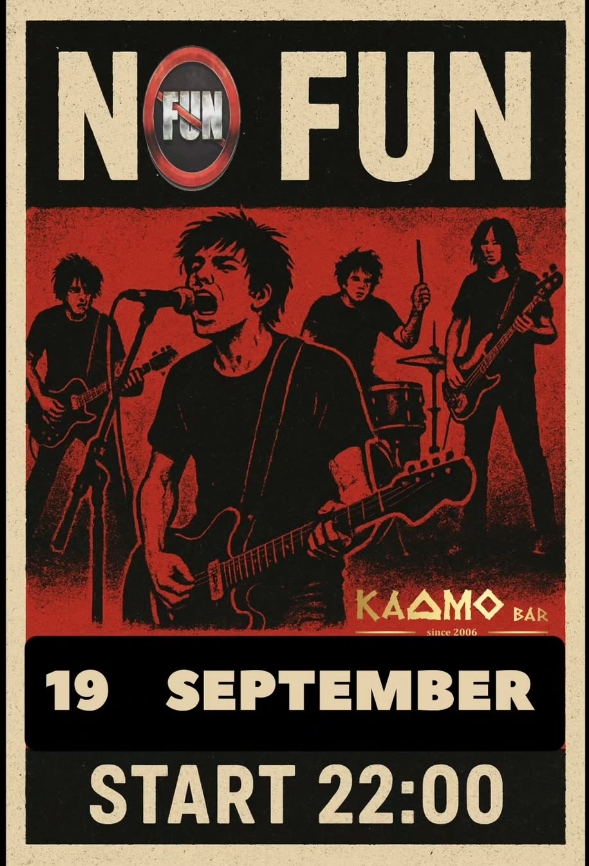 NO FUN
FUN
KAΔMO BAR
since 2006
19 SEPTEMBER
START 22:00